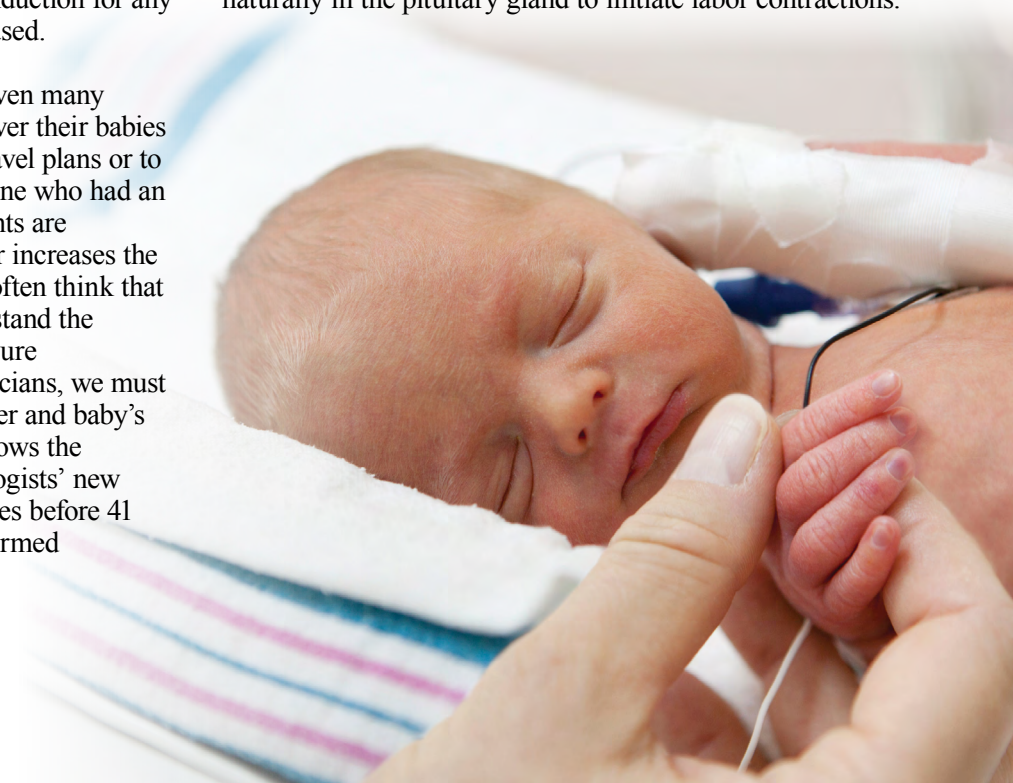 duction for any
sed.
ven many
ver their babies
avel plans or to
ne who had an
nts are
r increases the
often think that
stand the
ure
cians, we must
er and baby’s
ows the
ogists’ new
es before 41
rmed
naturally in the pituitary gland to initiate labor contractions.